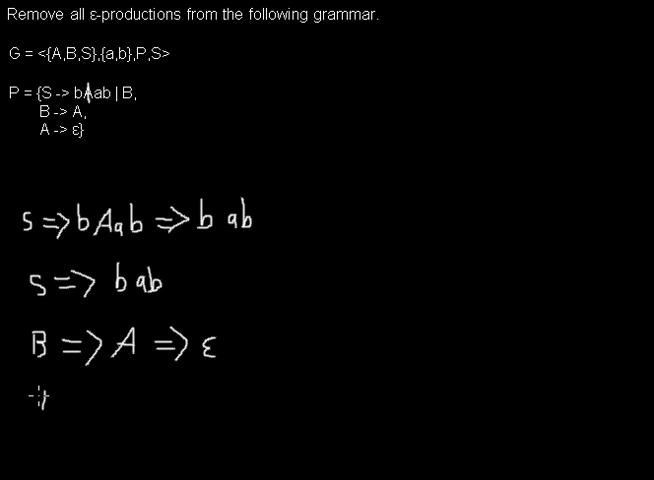 Remove all ε-productions from the following grammar.
G = <{A,B,S},{a,b},P,S>
P = {S -> bAab | B,
B -> A,
A -> ε}
S => bAab => b ab
S => bab
B => A => ε